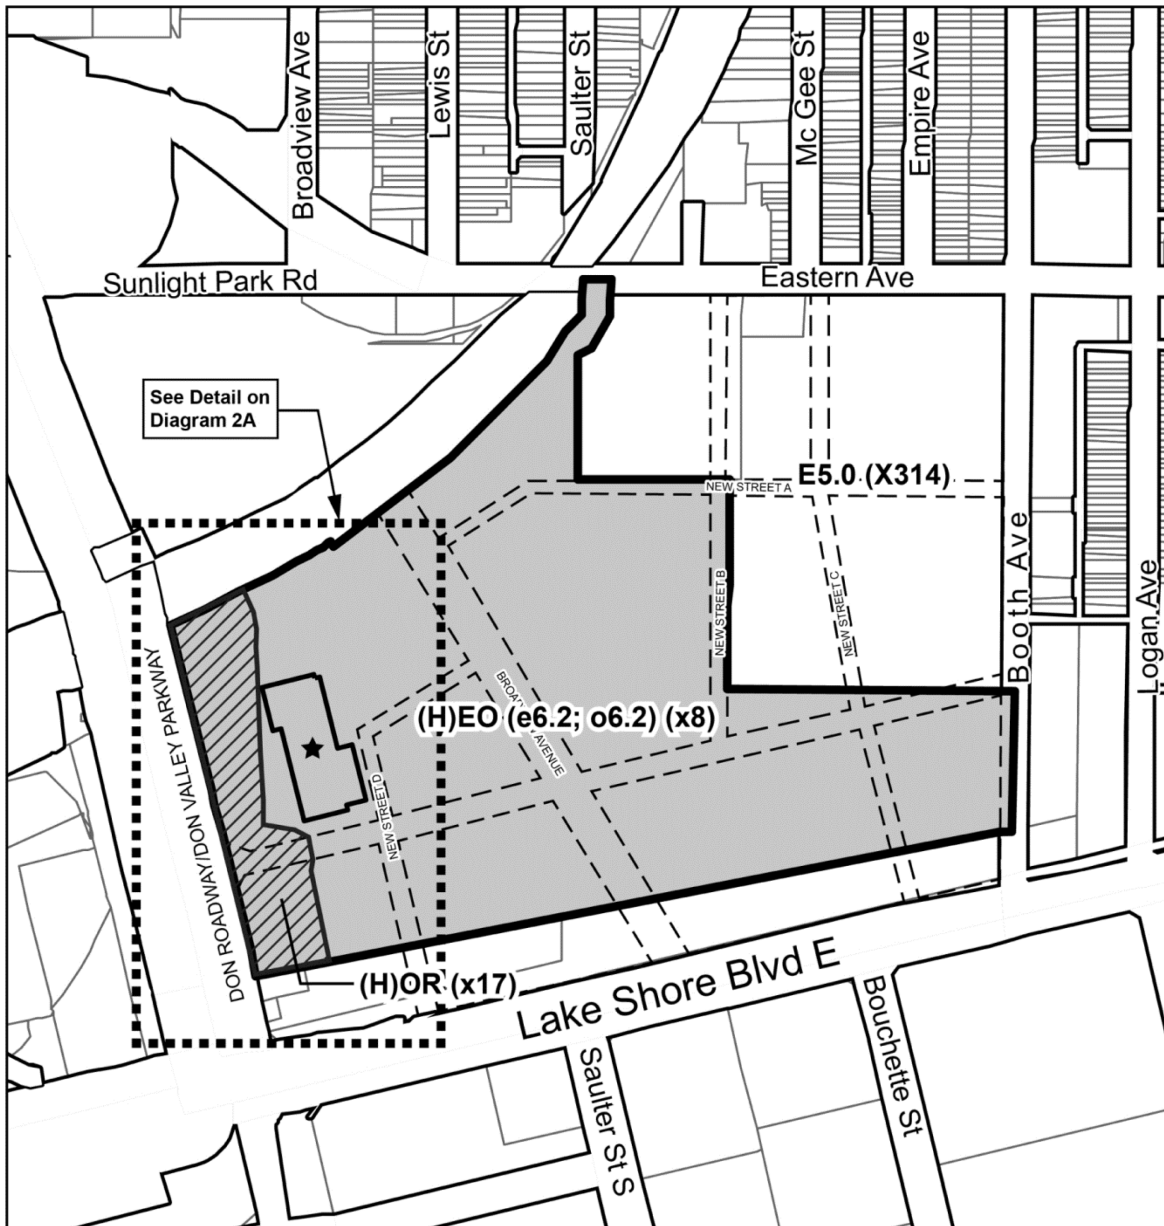 Broadview Ave
Lewis St
Saulter St
Mc Gee St
Empire Ave
Sunlight Park Rd
Eastern Ave
See Detail on
Diagram 2A
E5.0 (X314)
NEW STREET A
NEW STREET B
NEW STREET C
Booth Ave
Logan Ave
DON ROADWAY/DON VALLEY PARKWAY
(H)EO (e6.2; o6.2) (x8)
AVENUE
NEW STREET D
(H)OR (x17)
Lake Shore Blvd E
Saulter St S
Bouchette St